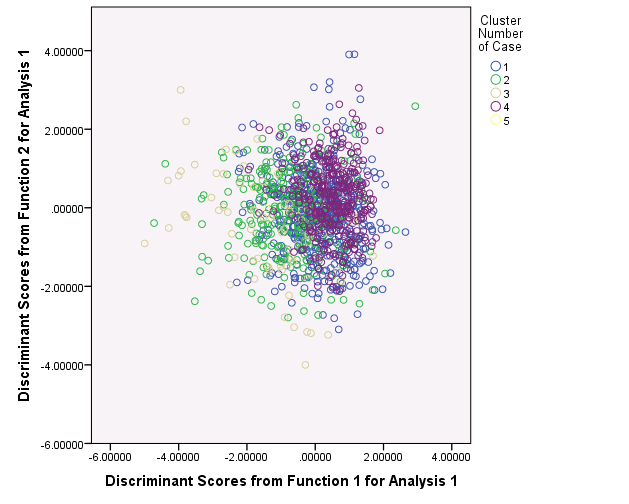 Cluster
Number
of Case
1
2
3
4
5
4.00000
2.00000
.00000
-2.00000
-4.00000
-6.00000
Discriminant Scores from Function 2 for Analysis 1
-6.00000 -4.00000 -2.00000 .00000 2.00000 4.00000
Discriminant Scores from Function 1 for Analysis 1